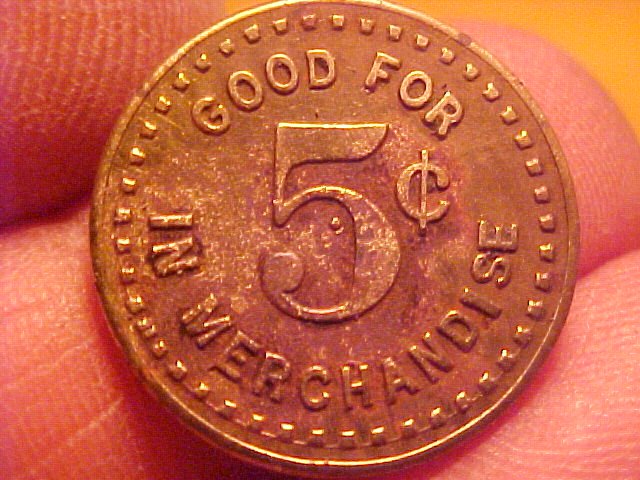 GOOD FOR
5¢
IN MERCHANDISE